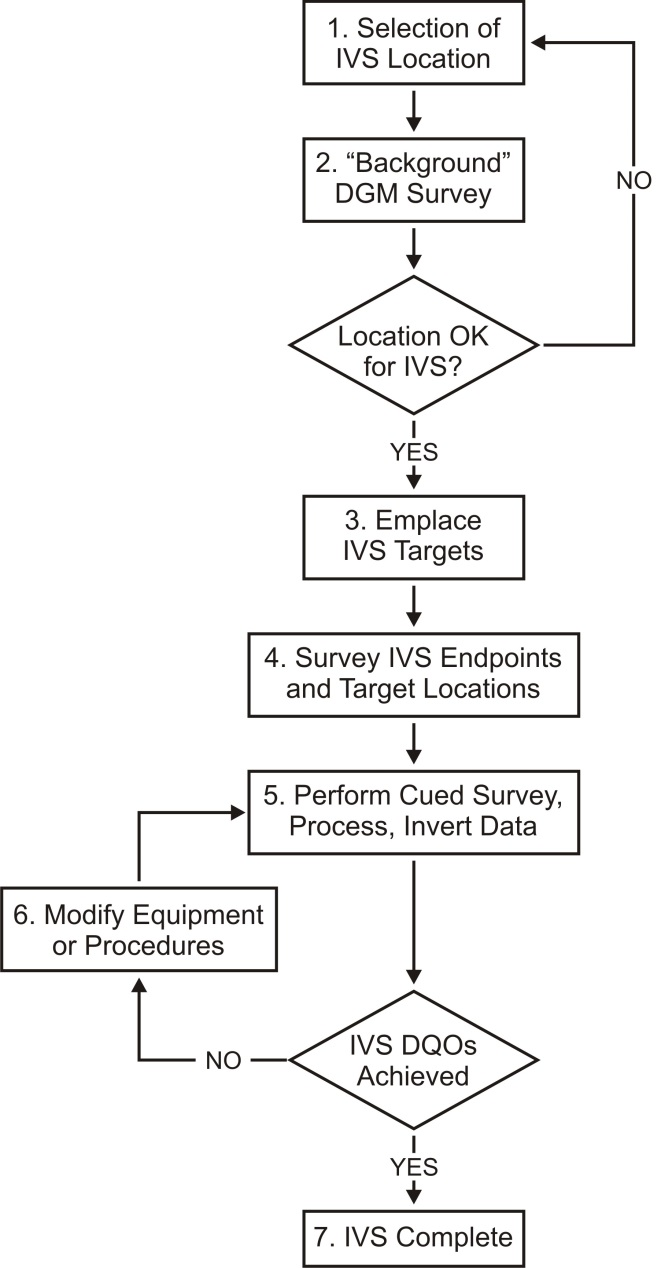 1. Selection of
IVS Location
2. “Background”
DGM Survey
NO
Location OK
for IVS?
YES
3. Emplace
IVS Targets
4. Survey IVS Endpoints
and Target Locations
5. Perform Cued Survey,
Process, Invert Data
6. Modify Equipment
or Procedures
IVS DQOs
Achieved
NO
YES
7. IVS Complete